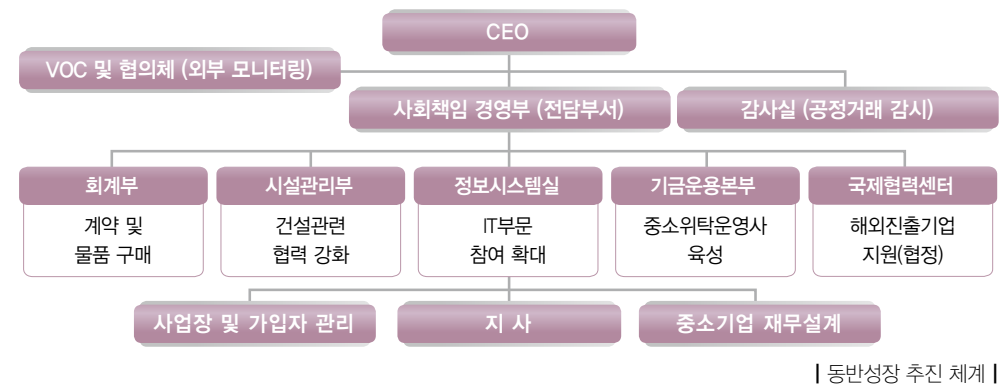 CEO
VOC 및 협의체 (외부 모니터링)
사회책임 경영부 (전담부서)
감사실 (공정거래 감시)
회계부
계약 및
물품 구매
시설관리부
건설관련
협력 강화
정보시스템실
IT부문
참여 확대
기금운용본부
중소위탁운영사
육성
국제협력센터
해외진출기업
지원(협정)
사업장 및 가입자 관리
지 사
중소기업 재무설계
| 동반성장 추진 체계 |